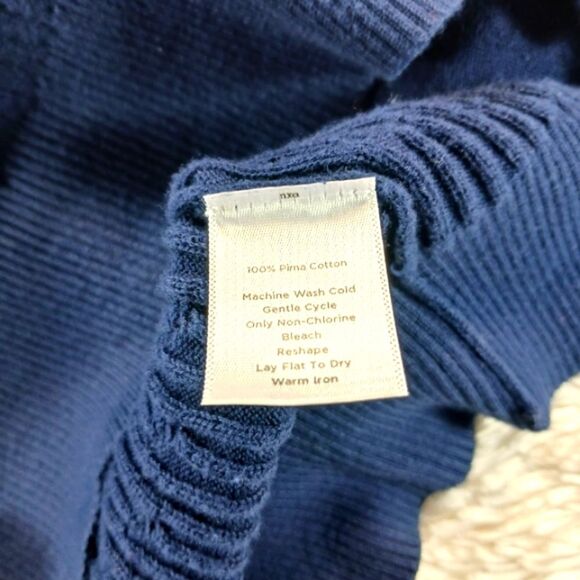 100% Pima Cotton
Machine Wash Cold
Gentle Cycle
Only Non-Chlorine
Bleach
Reshape
Lay Flat To Dry
Warm Iron